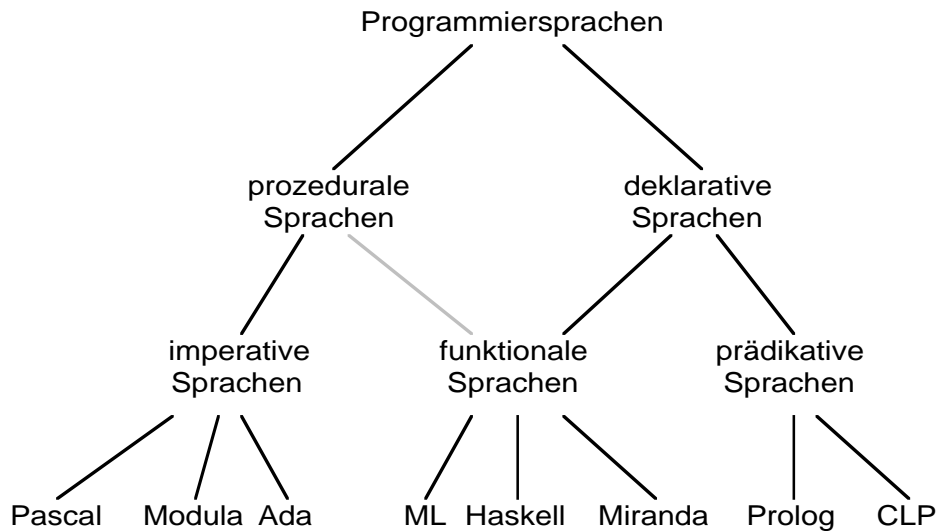 Programmiersprachen
prozedurale
Sprachen
deklarative
Sprachen
imperative
Sprachen
funktionale
Sprachen
prädikative
Sprachen
Pascal
Modula
Ada
ML
Haskell
Miranda
Prolog
CLP